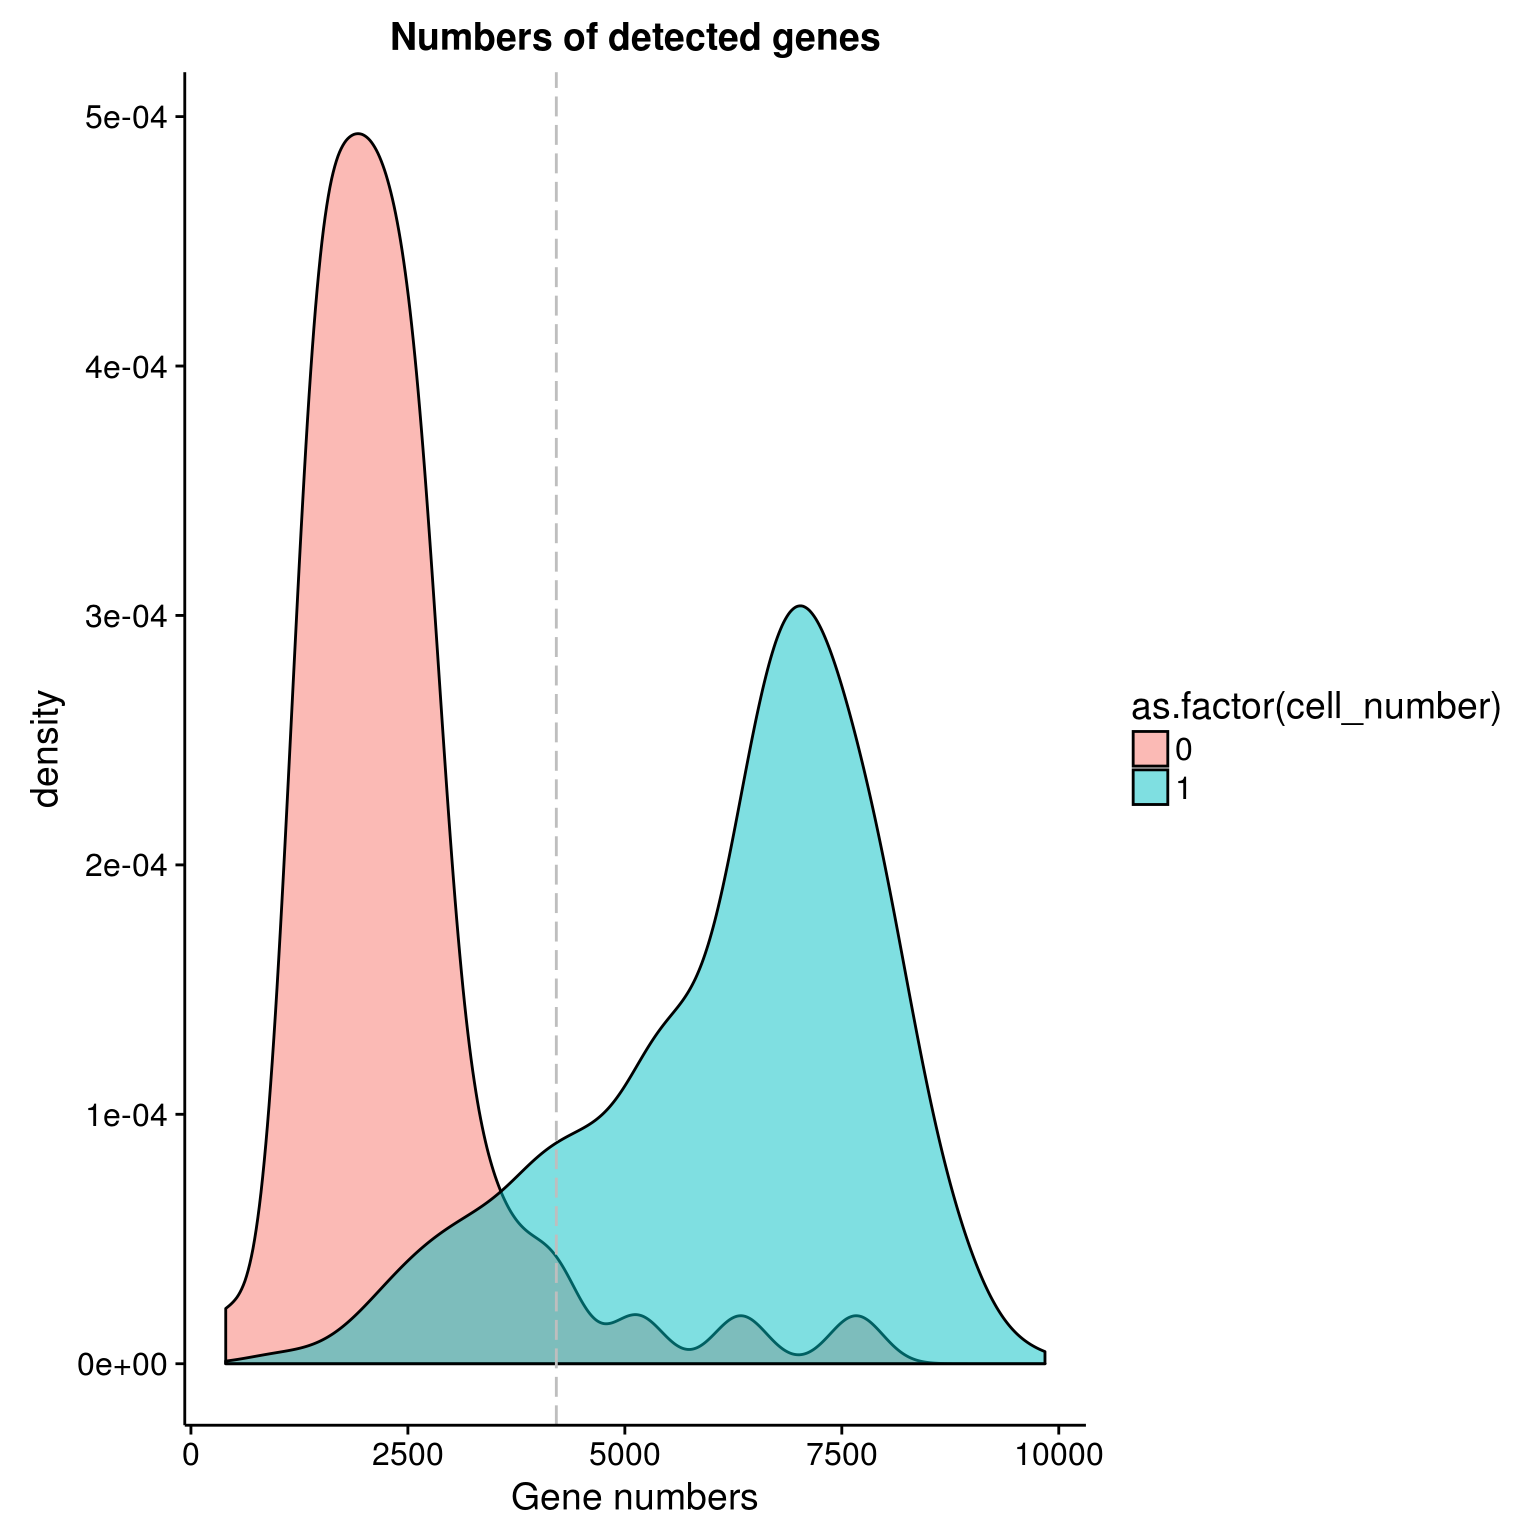 Numbers of detected genes
5e-04
4e-04
3e-04
2e-04
1e-04
0e+00
density
0
2500
5000
7500
10000
Gene numbers
as.factor(cell_number)
0
1